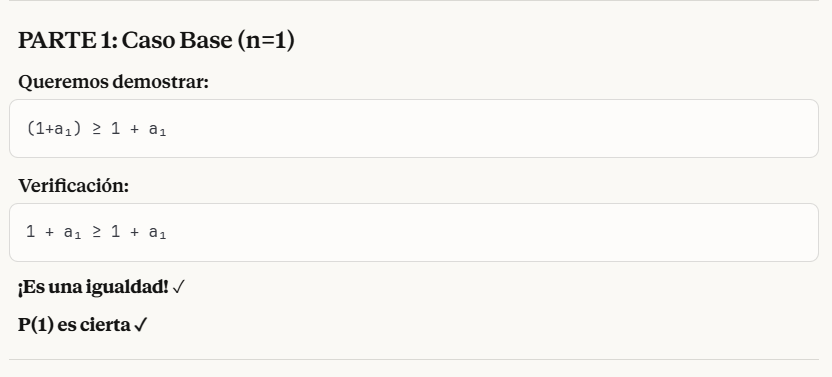 PARTE 1: Caso Base (n=1)
Queremos demostrar:
(1+a₁) ≥ 1 + a₁
Verificación:
1 + a₁ ≥ 1 + a₁
¡Es una igualdad! ✓
P(1) es cierta ✓